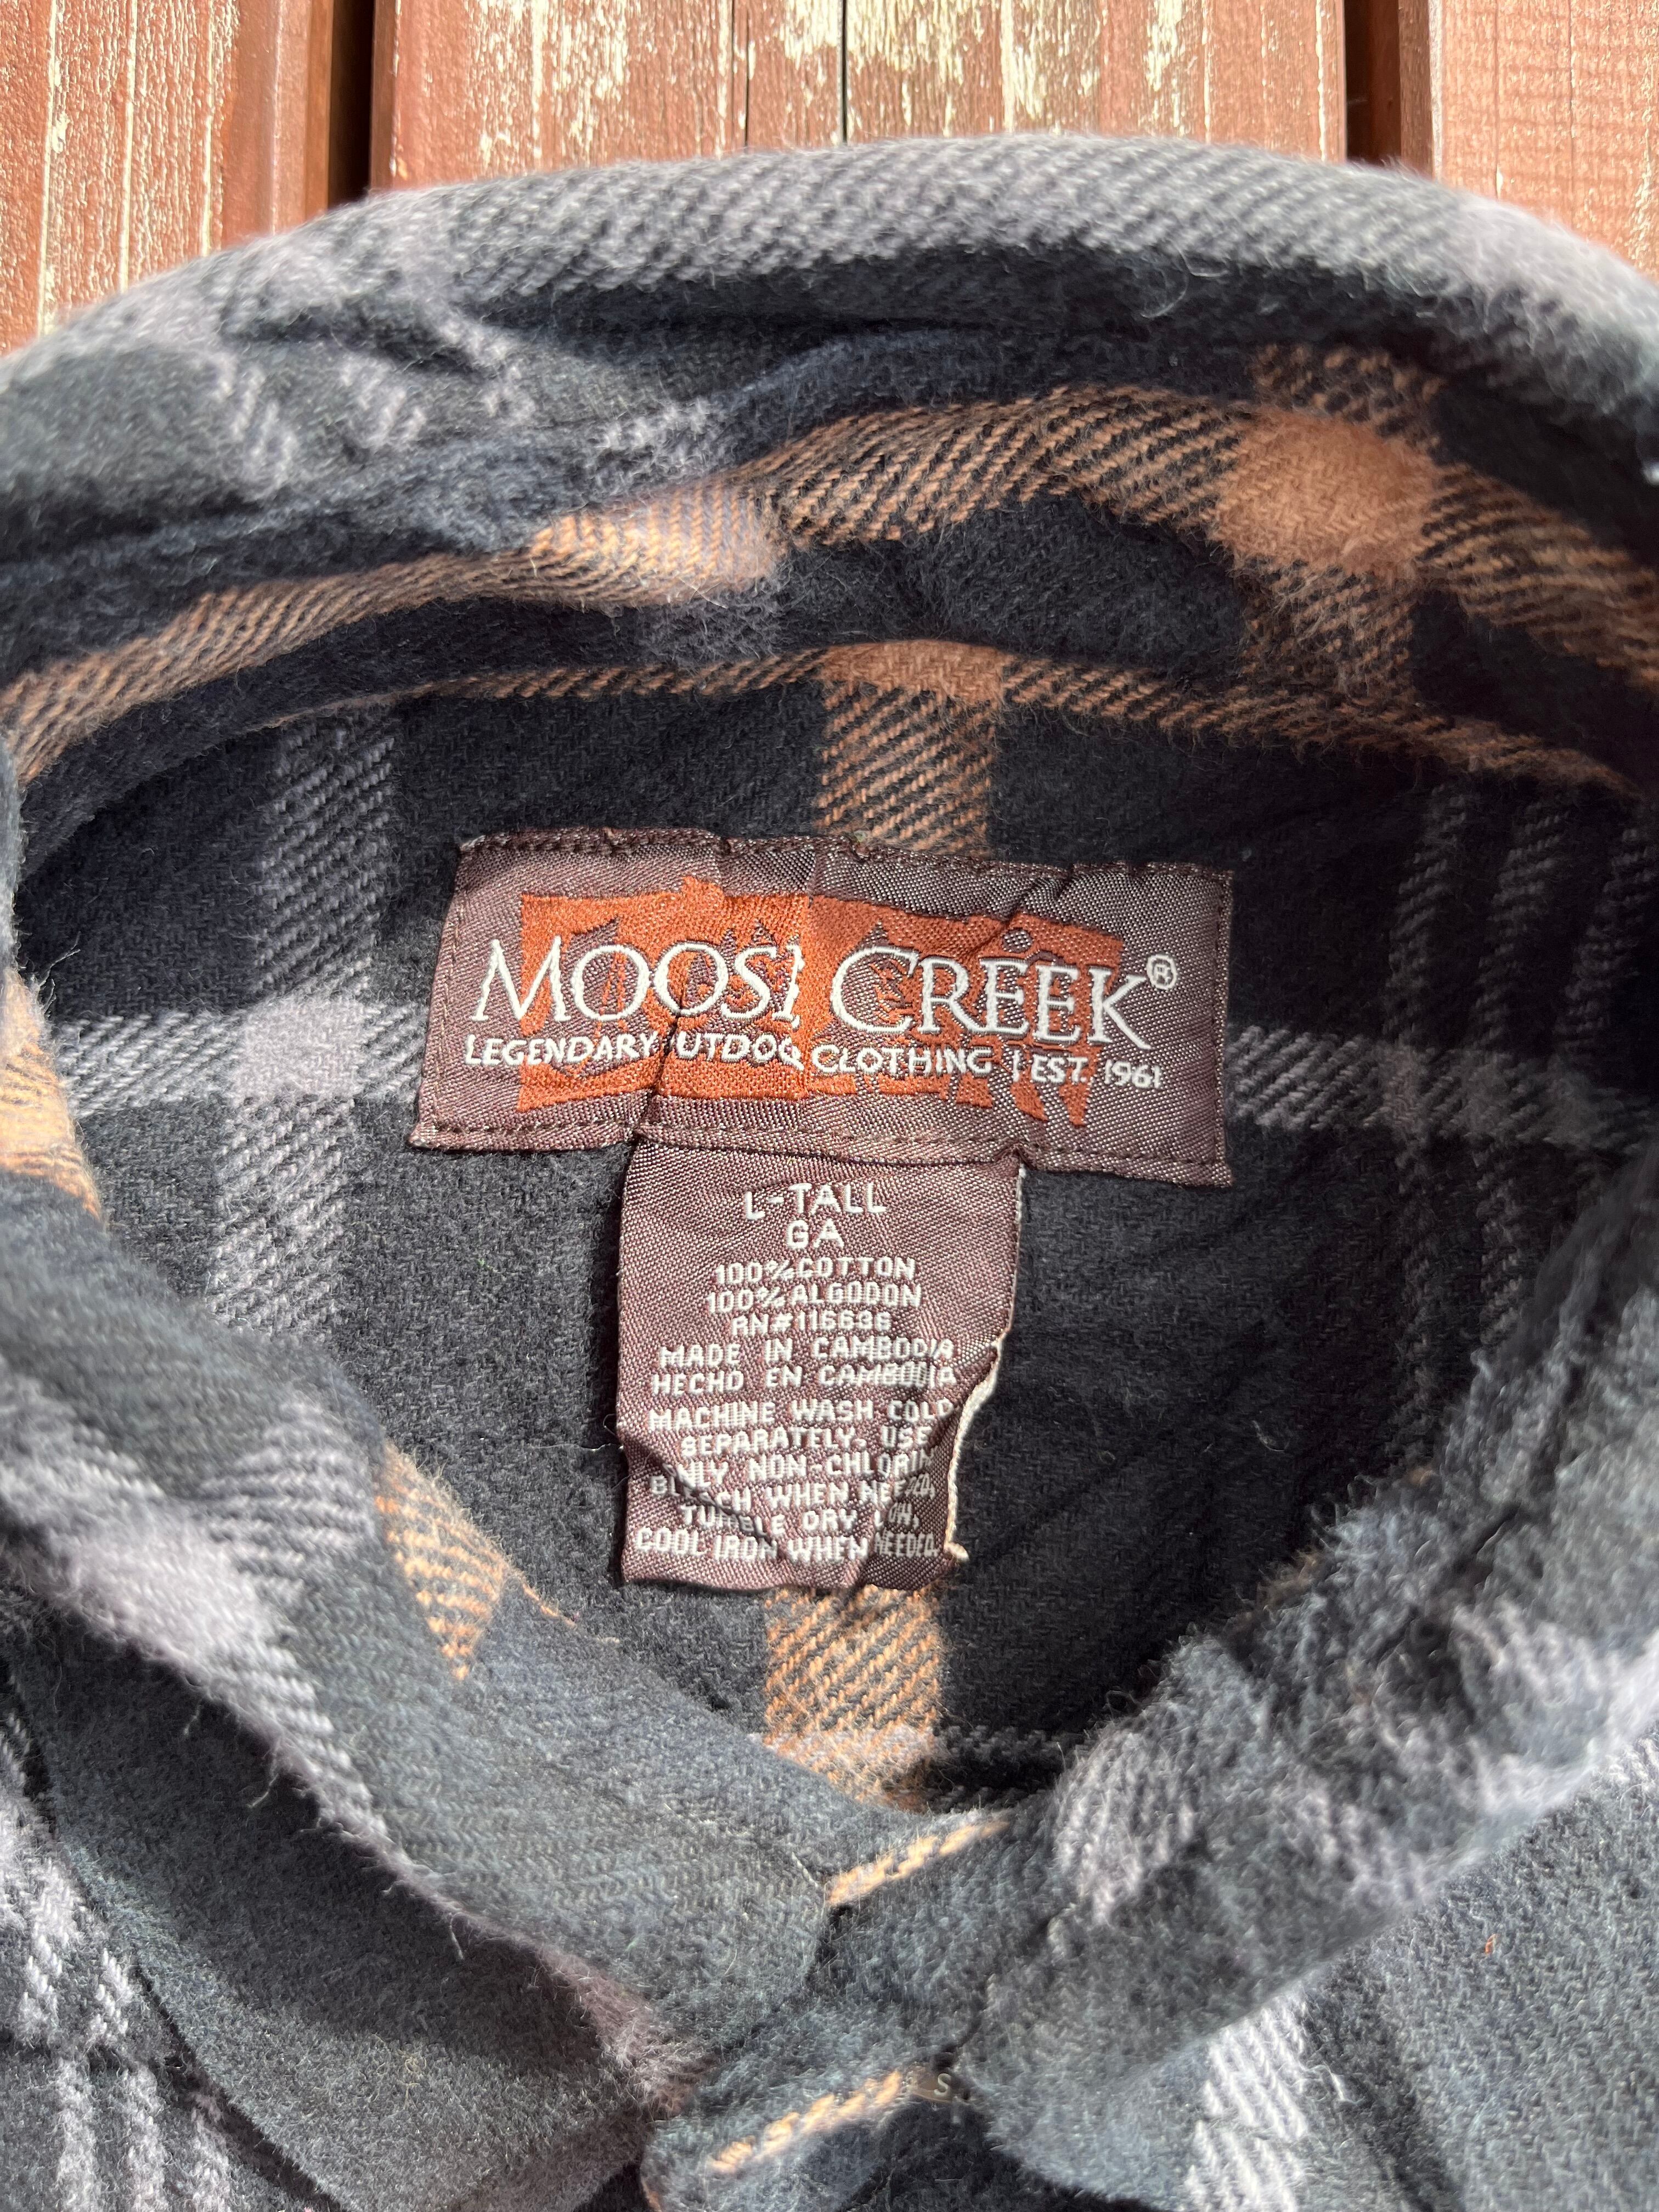 MOOSE CREEK®
LEGENDARY OUTDOOR CLOTHING | EST. 1961
L-TALL
GA
100% COTTON
100% ALGODON
RN#116636
MADE IN CAMBODIA
HECHO EN CAMBODIA
MACHINE WASH COLD
SEPARATELY, USE
ONLY NON-CHLORINE
BLEACH WHEN NEEDED,
TUMBLE DRY LOW,
COOL IRON WHEN NEEDED.